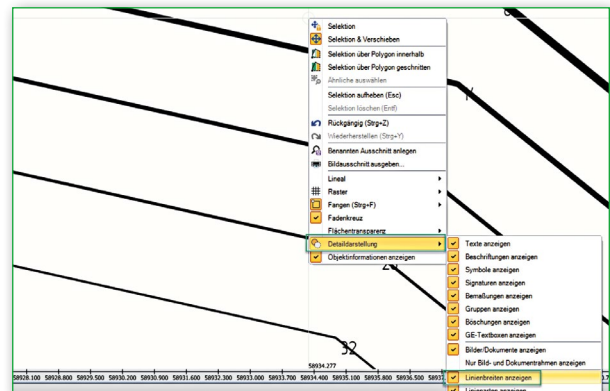 Selektion
Selektion & Verschieben
Selektion über Polygon innerhalb
Selektion über Polygon geschnitten
Ähnliche auswählen
Selektion aufheben (Esc)
Selektion löschen (Entf)
Rückgängig (Strg+Z)
Wiederherstellen (Strg+Y)
Benannten Ausschnitt anlegen
Bildausschnitt ausgeben...
Lineal
Raster
Fangen (Strg+F)
Fadenkreuz
Flächentransparenz
Detaildarstellung
Objektinformationen anzeigen
Texte anzeigen
Beschriftungen anzeigen
Symbole anzeigen
Signaturen anzeigen
Bemaßungen anzeigen
Gruppen anzeigen
Böschungen anzeigen
GE-Textboxen anzeigen
Bilder/Dokumente anzeigen
Nur Bild- und Dokumentrahmen anzeigen
Linienbreiten anzeigen
32
58934.277
58928.100 58928.800 58929.500 58930.200 58930.900 58931.600 58932.300 58933.000 58933.700 58934.400 58935.100 58935.800 58936.500